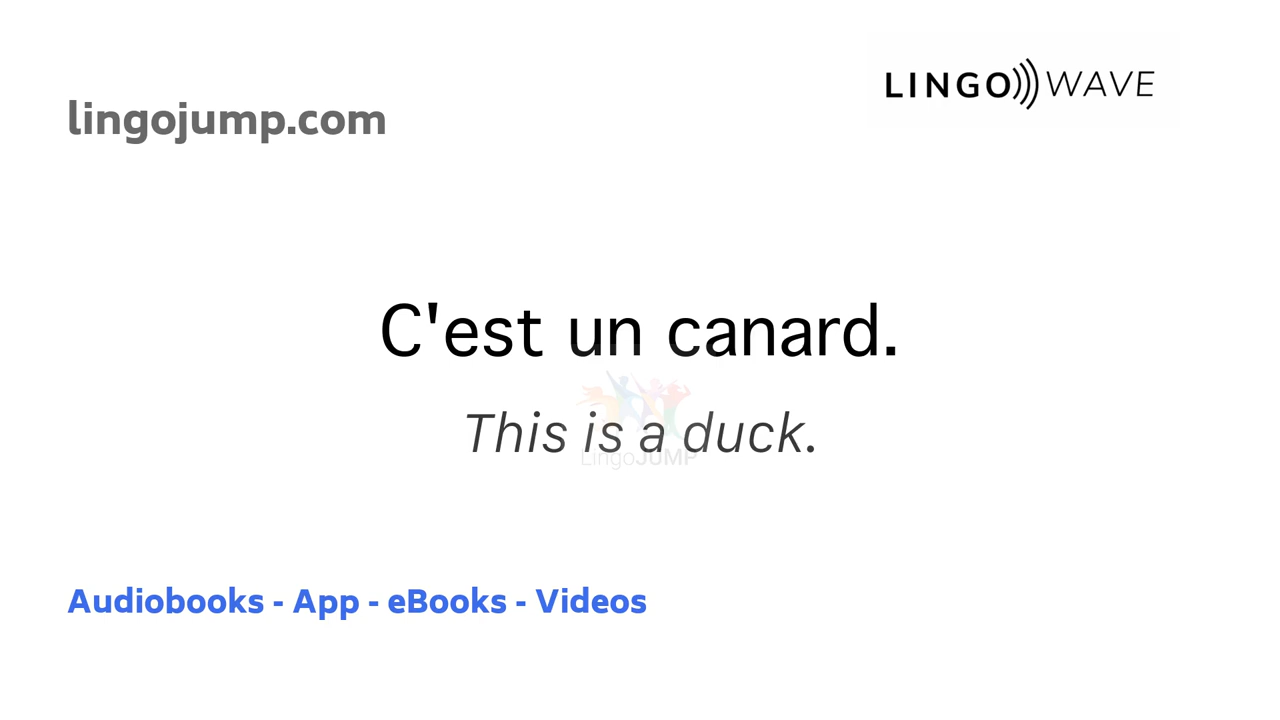 LINGO WAVE
lingojump.com
C'est un canard.
This is a duck.
LingoJUMP
Audiobooks - App - eBooks - Videos